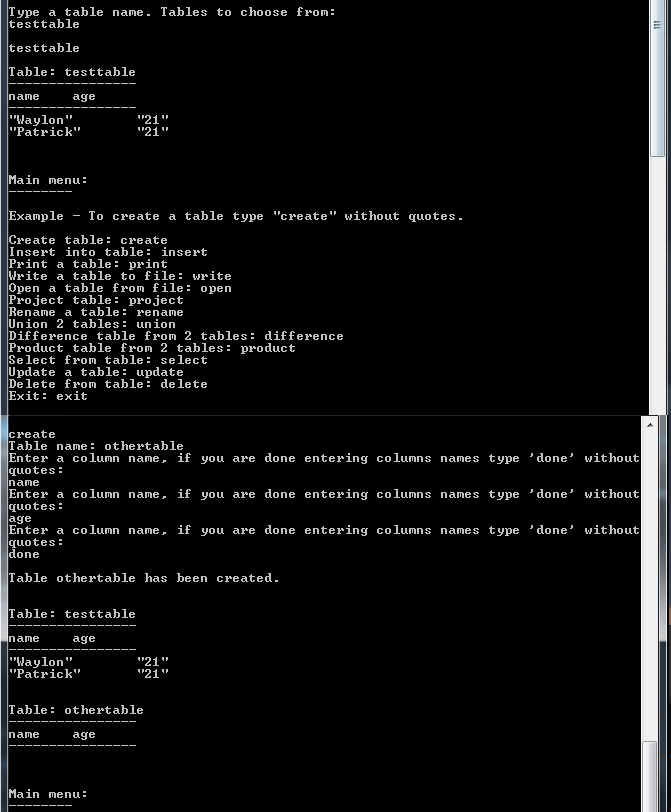 Type a table name. Tables to choose from:
testtable
testtable
Table: testtable
----------------
name    age
----------------
"Waylon"        "21"
"Patrick"       "21"
Main menu:
--------
Example - To create a table type "create" without quotes.
Create table: create
Insert into table: insert
Print a table: print
Write a table to file: write
Open a table from file: open
Project table: project
Rename a table: rename
Union 2 tables: union
Difference table from 2 tables: difference
Product table from 2 tables: product
Select from table: select
Update a table: update
Delete from table: delete
Exit: exit
create
Table name: othertable
Enter a column name, if you are done entering columns names type 'done' without
quotes:
name
Enter a column name, if you are done entering columns names type 'done' without
quotes:
age
Enter a column name, if you are done entering columns names type 'done' without
quotes:
done
Table othertable has been created.
Table: testtable
----------------
name    age
----------------
"Waylon"        "21"
"Patrick"       "21"
Table: othertable
----------------
name    age
----------------
Main menu:
--------